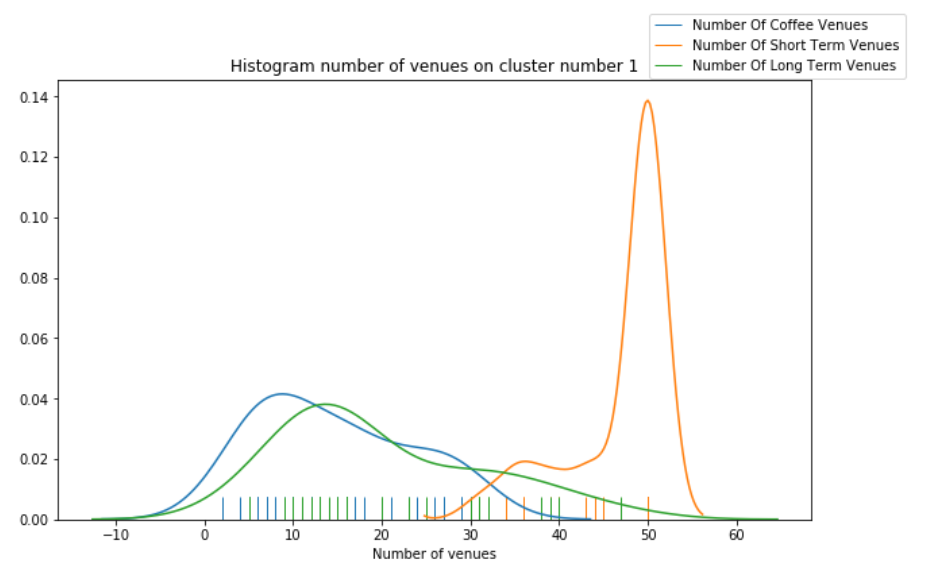 Number Of Coffee Venues
Number Of Short Term Venues
Number Of Long Term Venues
Histogram number of venues on cluster number 1
0.14
0.12
0.10
0.08
0.06
0.04
0.02
0.00
−10 0 10 20 30 40 50 60
Number of venues